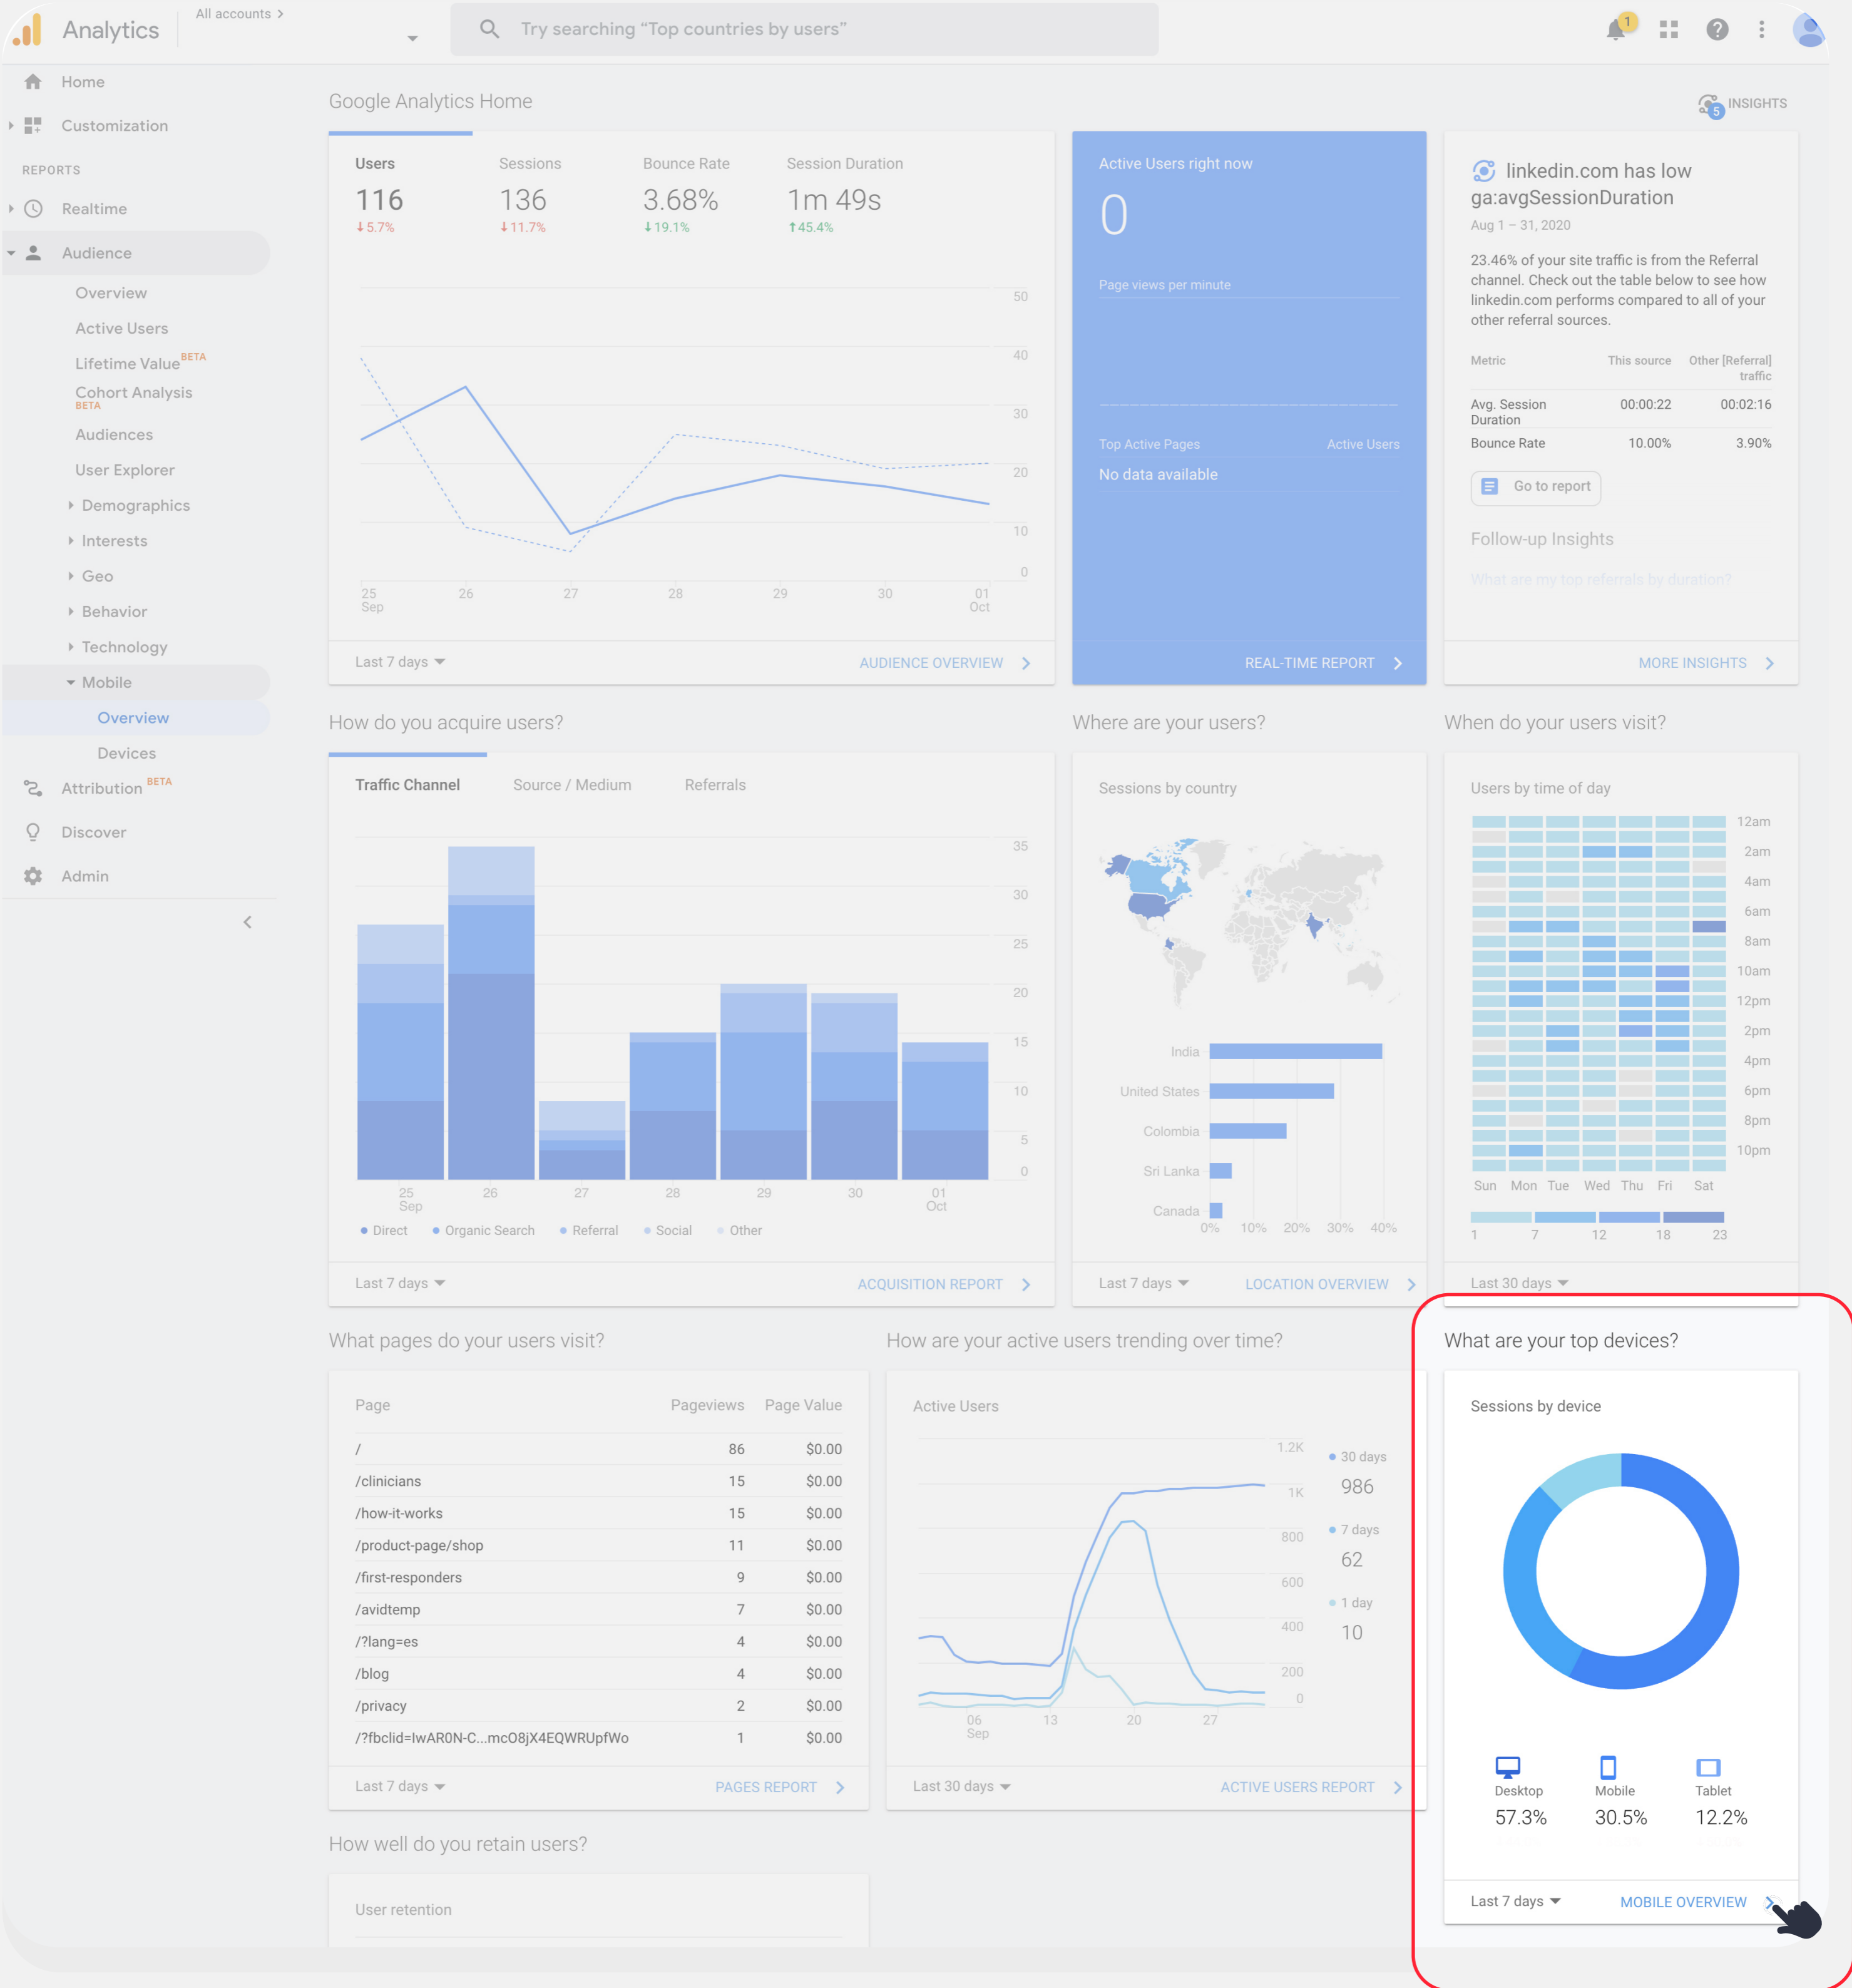 Analytics
All accounts >
Try searching “Top countries by users”
1
Home
Customization
REPORTS
Realtime
Audience
Overview
Active Users
Lifetime Value BETA
Cohort Analysis
BETA
Audiences
User Explorer
Demographics
Interests
Geo
Behavior
Technology
Mobile
Overview
Devices
Attribution BETA
Discover
Admin
Google Analytics Home
5 INSIGHTS
Users Sessions Bounce Rate Session Duration
116 136 3.68% 1m 49s
↓5.7% ↓11.7% ↓19.1% ↑45.4%
50
40
30
20
10
0
25 26 27 28 29 30 01
Sep Oct
Last 7 days AUDIENCE OVERVIEW
Active Users right now
0
Page views per minute
Top Active Pages Active Users
No data available
REAL-TIME REPORT
linkedin.com has low
ga:avgSessionDuration
Aug 1 – 31, 2020
23.46% of your site traffic is from the Referral
channel. Check out the table below to see how
linkedin.com performs compared to all of your
other referral sources.
Metric This source Other [Referral]
traffic
Avg. Session 00:00:22 00:02:16
Duration
Bounce Rate 10.00% 3.90%
Go to report
Follow-up Insights
What are my top referrals by duration?
MORE INSIGHTS
How do you acquire users?
Traffic Channel Source / Medium Referrals
35
30
25
20
15
10
5
0
25 26 27 28 29 30 01
Sep Oct
Direct Organic Search Referral Social Other
Last 7 days ACQUISITION REPORT
Where are your users?
Sessions by country
India
United States
Colombia
Sri Lanka
Canada
0% 10% 20% 30% 40%
Last 7 days LOCATION OVERVIEW
When do your users visit?
Users by time of day
12am
2am
4am
6am
8am
10am
12pm
2pm
4pm
6pm
8pm
10pm
Sun Mon Tue Wed Thu Fri Sat
1 7 12 18 23
Last 30 days
What pages do your users visit?
Page Pageviews Page Value
/ 86 $0.00
/clinicians 15 $0.00
/how-it-works 15 $0.00
/product-page/shop 11 $0.00
/first-responders 9 $0.00
/avidtemp 7 $0.00
/?lang=es 4 $0.00
/blog 4 $0.00
/privacy 2 $0.00
/?fbclid=IwAR0N-C...mcO8jX4EQWRUpfWo 1 $0.00
Last 7 days PAGES REPORT
How are your active users trending over time?
Active Users
1.2K
1K
800
600
400
200
0
06 13 20 27
Sep
30 days
986
7 days
62
1 day
10
Last 30 days ACTIVE USERS REPORT
What are your top devices?
Sessions by device
Desktop Mobile Tablet
57.3% 30.5% 12.2%
Last 7 days MOBILE OVERVIEW
How well do you retain users?
User retention